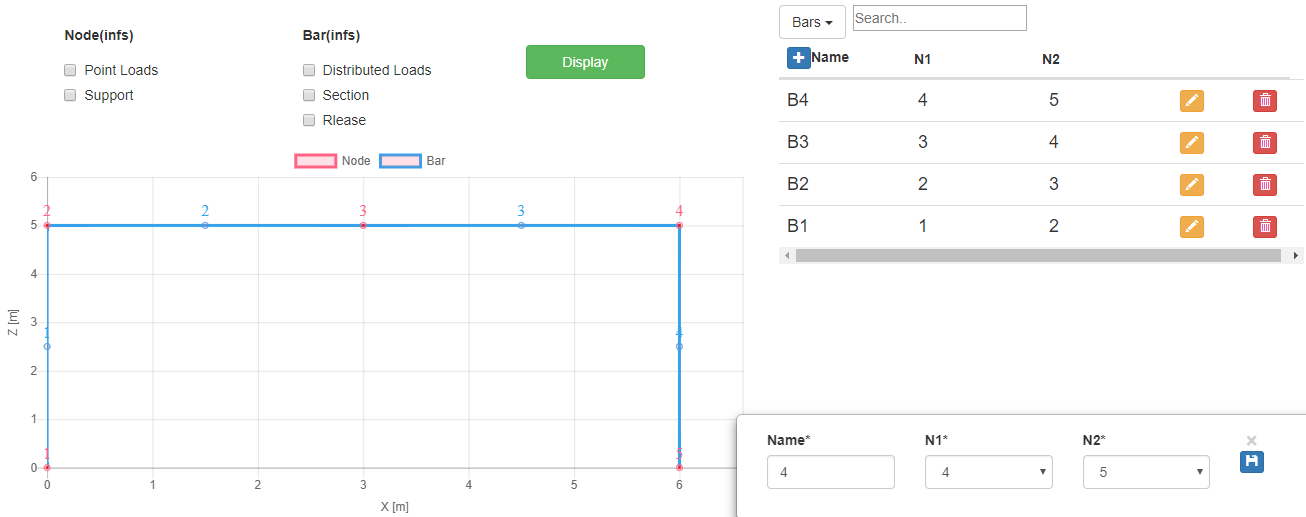 Node(infs)
Point Loads
Support
Bar(infs)
Distributed Loads
Section
Rlease
Display
Node Bar
6
5
4
3
2
1
0
Z [m]
2 2 3 3 4
1 4
1 5
0 1 2 3 4 5 6
X [m]
Bars Search..
Name N1 N2
B4 4 5
B3 3 4
B2 2 3
B1 1 2
Name* N1* N2*
4 4 5